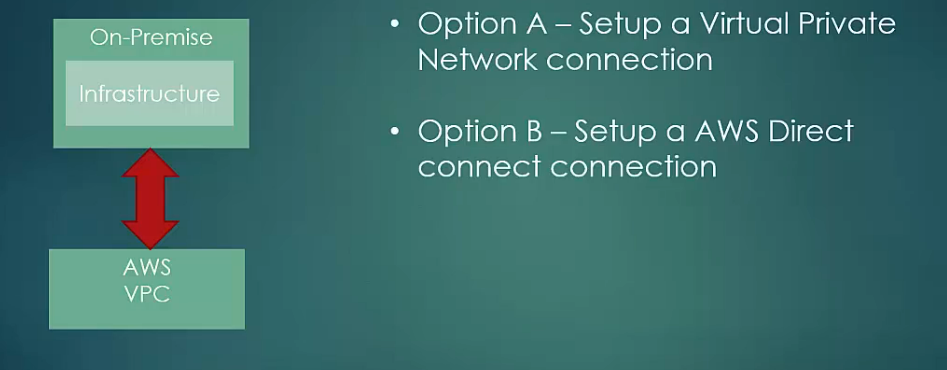 On-Premise
Infrastructure
AWS
VPC
• Option A – Setup a Virtual Private
Network connection
• Option B – Setup a AWS Direct
connect connection